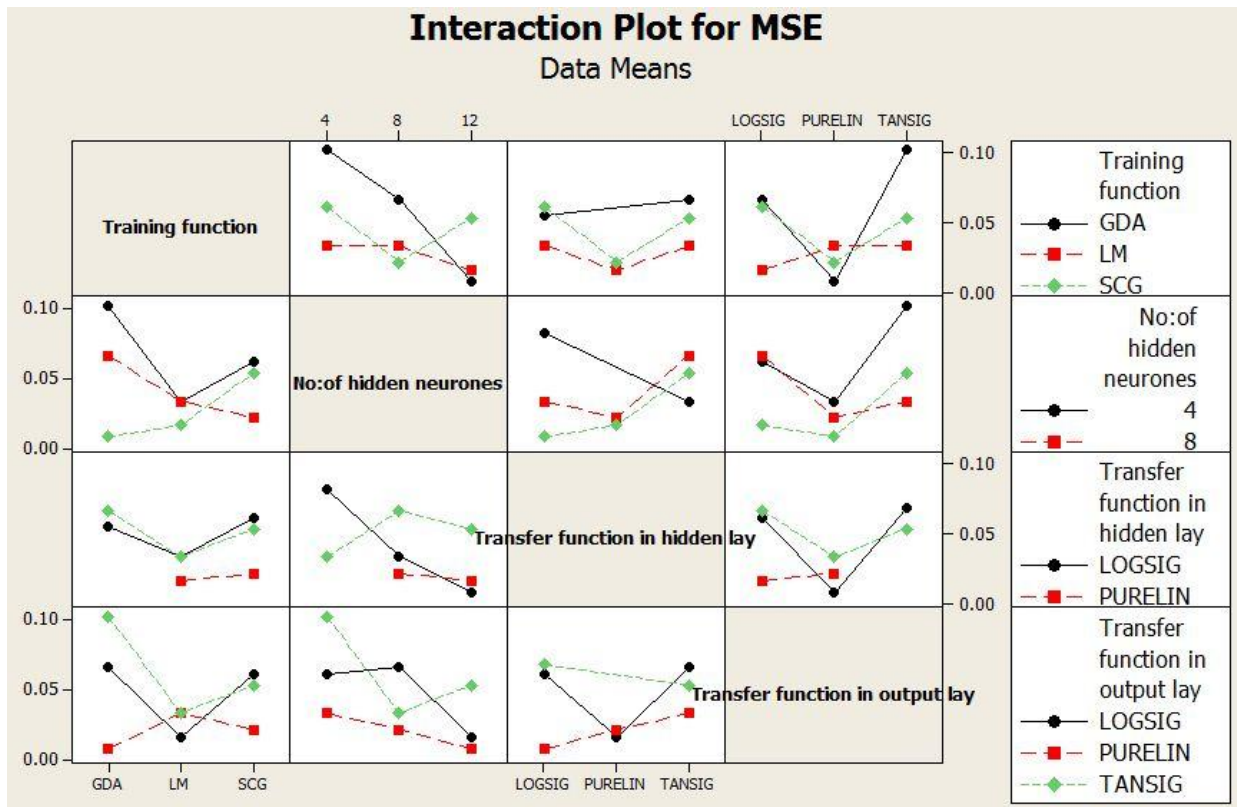 Interaction Plot for MSE
Data Means
4 8 12
LOGSIG PURELIN TANSIG
Training function
0.10
0.05
0.00
Training
function
GDA
LM
SCG
0.10
0.05
0.00
No:of hidden neurones
No:of
hidden
neurones
4
8
Transfer function in hidden lay
0.10
0.05
0.00
Transfer
function in
hidden lay
LOGSIG
PURELIN
0.10
0.05
0.00
Transfer function in output lay
Transfer
function in
output lay
LOGSIG
PURELIN
TANSIG
GDA LM SCG
LOGSIG PURELIN TANSIG